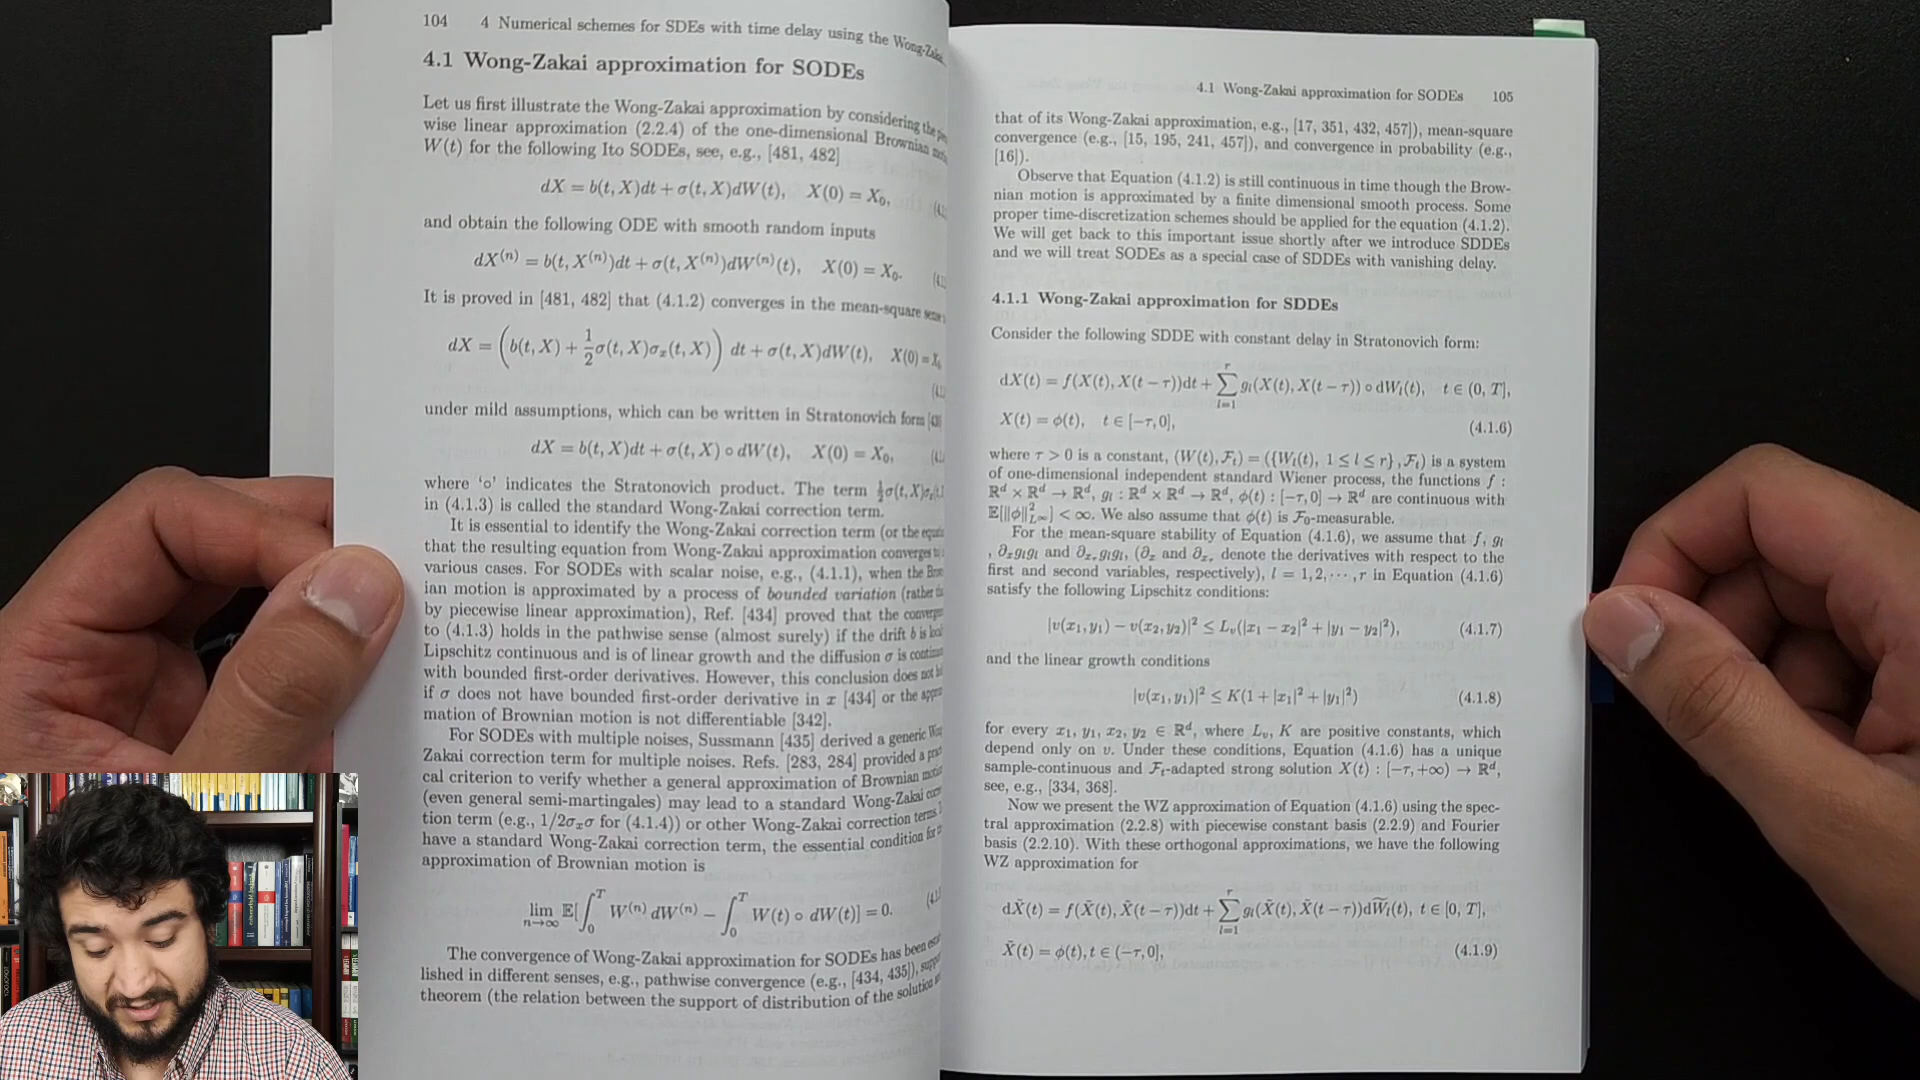 104 4 Numerical schemes for SDEs with time delay using the Wong-Zakai
4.1 Wong-Zakai approximation for SODEs
Let us first illustrate the Wong-Zakai approximation by considering the
wise linear approximation (2.2.4) of the one-dimensional Brownian
W(t) for the following Ito SODEs, see, e.g., [481, 482]
dX = b(t, X)dt + σ(t, X)dW(t), X(0) = X₀,
and obtain the following ODE with smooth random inputs
dX⁽ⁿ⁾ = b(t, X⁽ⁿ⁾)dt + σ(t, X⁽ⁿ⁾)dW⁽ⁿ⁾(t), X(0) = X₀.
It is proved in [481, 482] that (4.1.2) converges in the mean-square sense
dX = (b(t, X) + ½σ(t, X)σₓ(t, X)) dt + σ(t, X)dW(t), X(0) = X₀
under mild assumptions, which can be written in Stratonovich form
dX = b(t, X)dt + σ(t, X) ∘ dW(t), X(0) = X₀,
where '∘' indicates the Stratonovich product. The term ½σ(t, X)σₓ
in (4.1.3) is called the standard Wong-Zakai correction term.
It is essential to identify the Wong-Zakai correction term (or the
that the resulting equation from Wong-Zakai approximation converges
various cases. For SODEs with scalar noise, e.g., (4.1.1), when the
ian motion is approximated by a process of bounded variation (rather
by piecewise linear approximation), Ref. [434] proved that the
to (4.1.3) holds in the pathwise sense (almost surely) if the drift b is
Lipschitz continuous and is of linear growth and the diffusion σ is
with bounded first-order derivatives. However, this conclusion does not
if σ does not have bounded first-order derivative in x [434] or the
mation of Brownian motion is not differentiable [342].
For SODEs with multiple noises, Sussmann [435] derived a generic
Zakai correction term for multiple noises. Refs. [283, 284] provided a
cal criterion to verify whether a general approximation of Brownian
(even general semi-martingales) may lead to a standard Wong-Zakai
tion term (e.g., 1/2σₓσ for (4.1.4)) or other Wong-Zakai correction terms.
have a standard Wong-Zakai correction term, the essential condition for
approximation of Brownian motion is
lim n→∞ 𝔼[∫₀ᵀ W⁽ⁿ⁾ dW⁽ⁿ⁾ − ∫₀ᵀ W(t) ∘ dW(t)] = 0.
The convergence of Wong-Zakai approximation for SODEs has been
lished in different senses, e.g., pathwise convergence (e.g., [434, 435]),
theorem (the relation between the support of distribution of the solution
4.1 Wong-Zakai approximation for SODEs 105
that of its Wong-Zakai approximation, e.g., [17, 351, 432, 457]), mean-square
convergence (e.g., [15, 195, 241, 457]), and convergence in probability (e.g.,
[16]).
Observe that Equation (4.1.2) is still continuous in time though the Brow-
nian motion is approximated by a finite dimensional smooth process. Some
proper time-discretization schemes should be applied for the equation (4.1.2).
We will get back to this important issue shortly after we introduce SDDEs
and we will treat SODEs as a special case of SDDEs with vanishing delay.
4.1.1 Wong-Zakai approximation for SDDEs
Consider the following SDDE with constant delay in Stratonovich form:
dX(t) = f(X(t), X(t − τ))dt + ∑ₗ₌₁ʳ gₗ(X(t), X(t − τ)) ∘ dWₗ(t), t ∈ (0, T],
X(t) = ϕ(t), t ∈ [−τ, 0], (4.1.6)
where τ > 0 is a constant, (W(t), ℱₜ) = ({Wₗ(t), 1 ≤ l ≤ r}, ℱₜ) is a system
of one-dimensional independent standard Wiener process, the functions f :
ℝᵈ × ℝᵈ → ℝᵈ, gₗ : ℝᵈ × ℝᵈ → ℝᵈ, ϕ(t) : [−τ, 0] → ℝᵈ are continuous with
𝔼[‖ϕ‖²_L∞] < ∞. We also assume that ϕ(t) is ℱ₀-measurable.
For the mean-square stability of Equation (4.1.6), we assume that f, gₗ
, ∂ₓgₗgₗ and ∂_{x_τ}gₗgₗ, (∂ₓ and ∂_{x_τ} denote the derivatives with respect to the
first and second variables, respectively), l = 1, 2, ⋯, r in Equation (4.1.6)
satisfy the following Lipschitz conditions:
|v(x₁, y₁) − v(x₂, y₂)|² ≤ Lᵥ(|x₁ − x₂|² + |y₁ − y₂|²), (4.1.7)
and the linear growth conditions
|v(x₁, y₁)|² ≤ K(1 + |x₁|² + |y₁|²) (4.1.8)
for every x₁, y₁, x₂, y₂ ∈ ℝᵈ, where Lᵥ, K are positive constants, which
depend only on v. Under these conditions, Equation (4.1.6) has a unique
sample-continuous and ℱₜ-adapted strong solution X(t) : [−τ, +∞) → ℝᵈ,
see, e.g., [334, 368].
Now we present the WZ approximation of Equation (4.1.6) using the spec-
tral approximation (2.2.8) with piecewise constant basis (2.2.9) and Fourier
basis (2.2.10). With these orthogonal approximations, we have the following
WZ approximation for
dX̃(t) = f(X̃(t), X̃(t − τ))dt + ∑ₗ₌₁ʳ gₗ(X̃(t), X̃(t − τ))dW̃ₗ(t), t ∈ [0, T],
X̃(t) = ϕ(t), t ∈ (−τ, 0], (4.1.9)